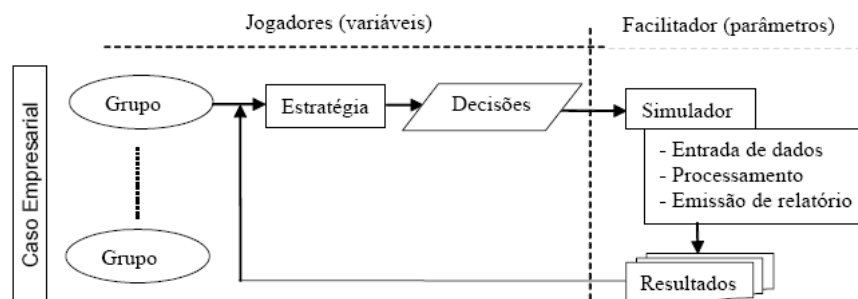 Jogadores (variáveis)
Facilitador (parâmetros)
Caso Empresarial
Grupo
Estratégia
Decisões
Simulador
- Entrada de dados
- Processamento
- Emissão de relatório
Grupo
Resultados